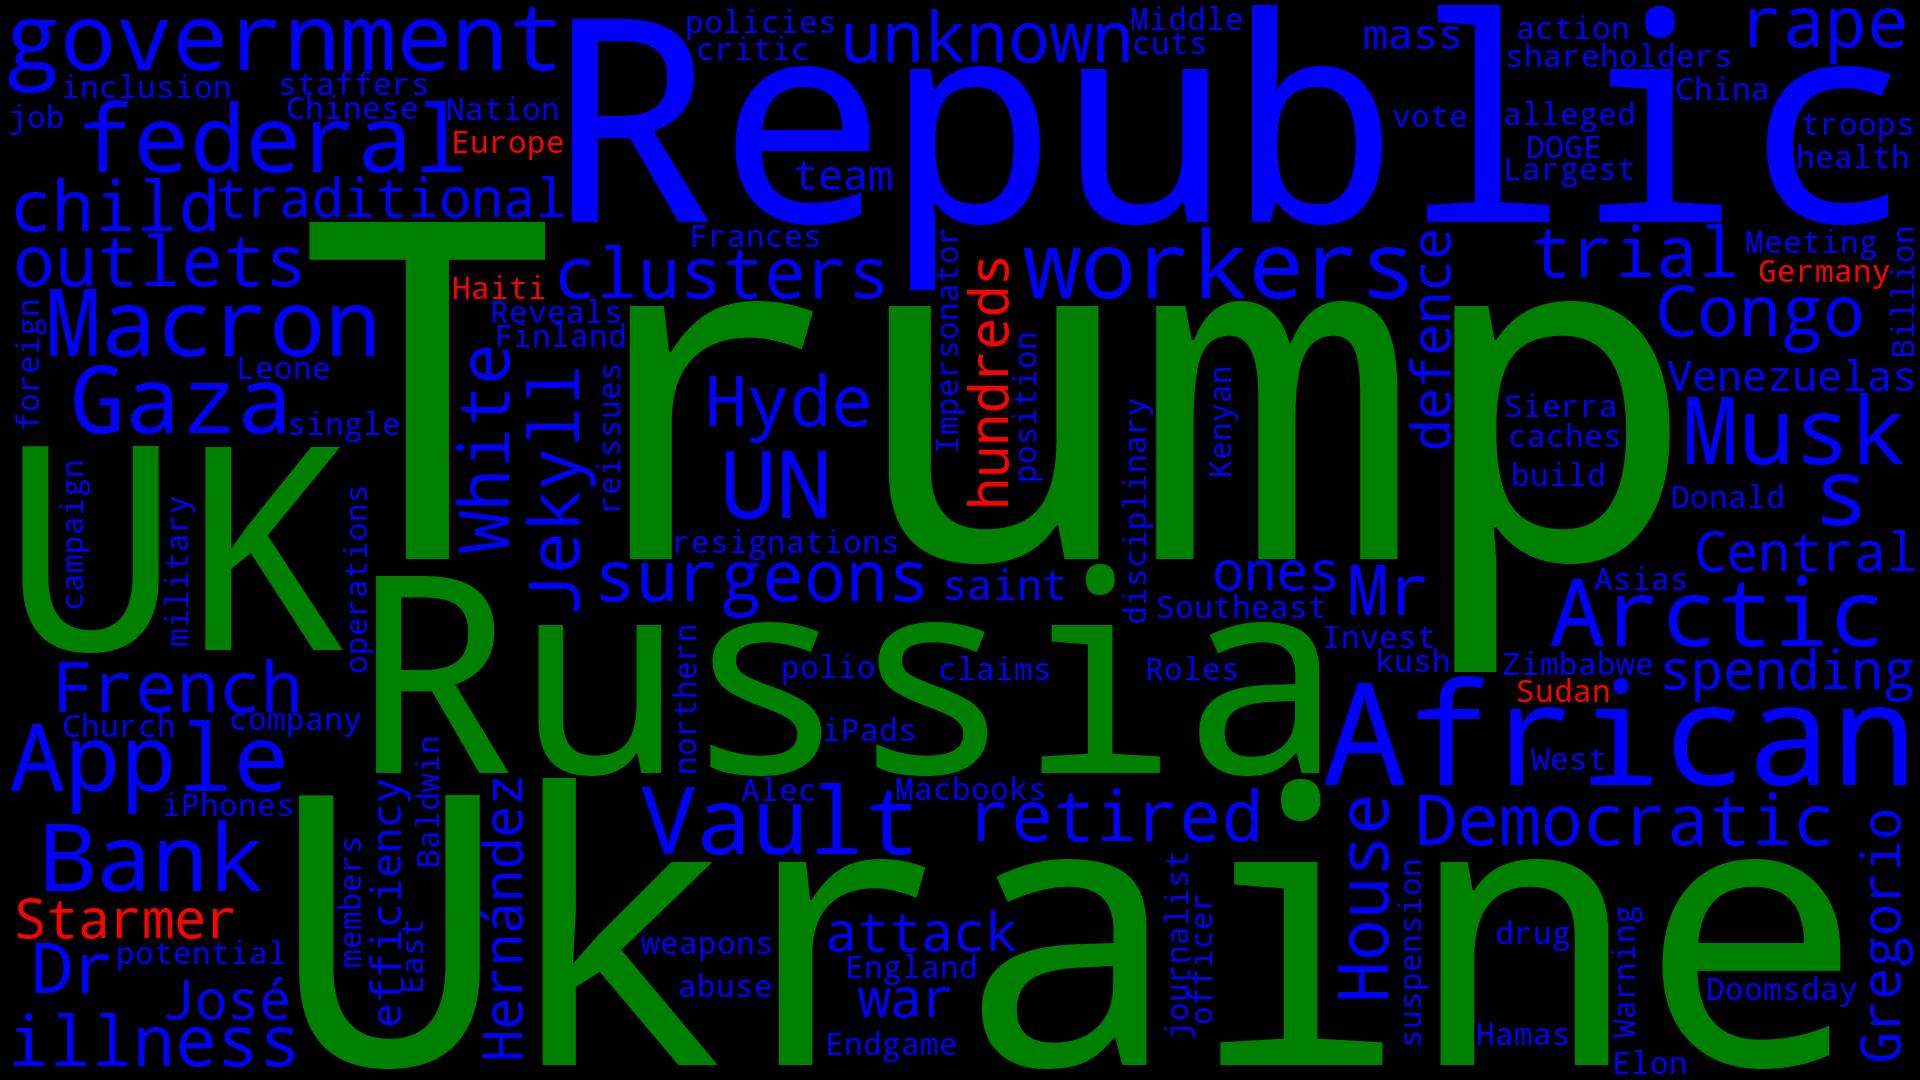 government
policies
critic
Republic
unknown
Middle
cuts
mass
action
shareholders
rape
inclusion
staffers
Chinese
Nation
job
federal
Europe
team
vote
alleged
DOGE
Largest
China
troops
health
child
traditional
outlets
Frances
Impersonator
hundreds
workers
defence
trial
Meeting
Germany
Billion
Trump
Haiti
clusters
Reveals
Finland
foreign
Macron
Leone
Gaza
single
White
Jekyll
reissues
Hyde
UN
position
disciplinary
Kenyan
Sierra
caches
build
Congo
Venezuelas
Musk
Donald
s
UK
campaign
military
operations
resignations
surgeons
saint
Southeast
ones
Mr
Invest
kush
Asias
Central
Arctic
Zimbabwe
spending
Russia
northern
polio
claims
Roles
iPads
French
Church
company
Apple
iPhones
Sudan
African
West
Alec
Macbooks
Baldwin
Vault
retired
House
Democratic
Gregorio
Bank
Starmer
Dr
potential
José
illness
members
efficiency
East
Hernández
Ukraine
weapons
abuse
attack
England
war
Endgame
journalist
officer
suspension
drug
Hamas
Warning
Doomsday
Elon